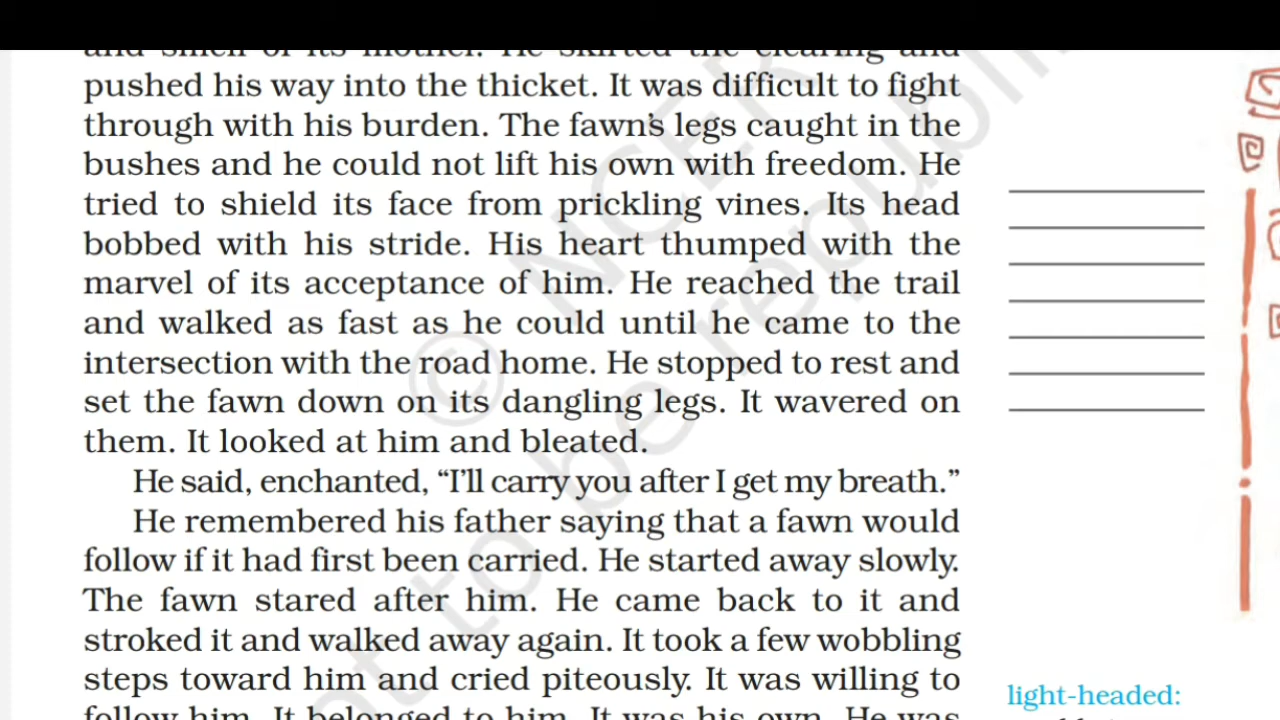 and smell of its mother. He skirted the clearing and
pushed his way into the thicket. It was difficult to fight
through with his burden. The fawn's legs caught in the
bushes and he could not lift his own with freedom. He
tried to shield its face from prickling vines. Its head
bobbed with his stride. His heart thumped with the
marvel of its acceptance of him. He reached the trail
and walked as fast as he could until he came to the
intersection with the road home. He stopped to rest and
set the fawn down on its dangling legs. It wavered on
them. It looked at him and bleated.
He said, enchanted, “I’ll carry you after I get my breath.”
He remembered his father saying that a fawn would
follow if it had first been carried. He started away slowly.
The fawn stared after him. He came back to it and
stroked it and walked away again. It took a few wobbling
steps toward him and cried piteously. It was willing to
follow him. It belonged to him. It was his own. He was
light-headed:
© NCER
not to be republi